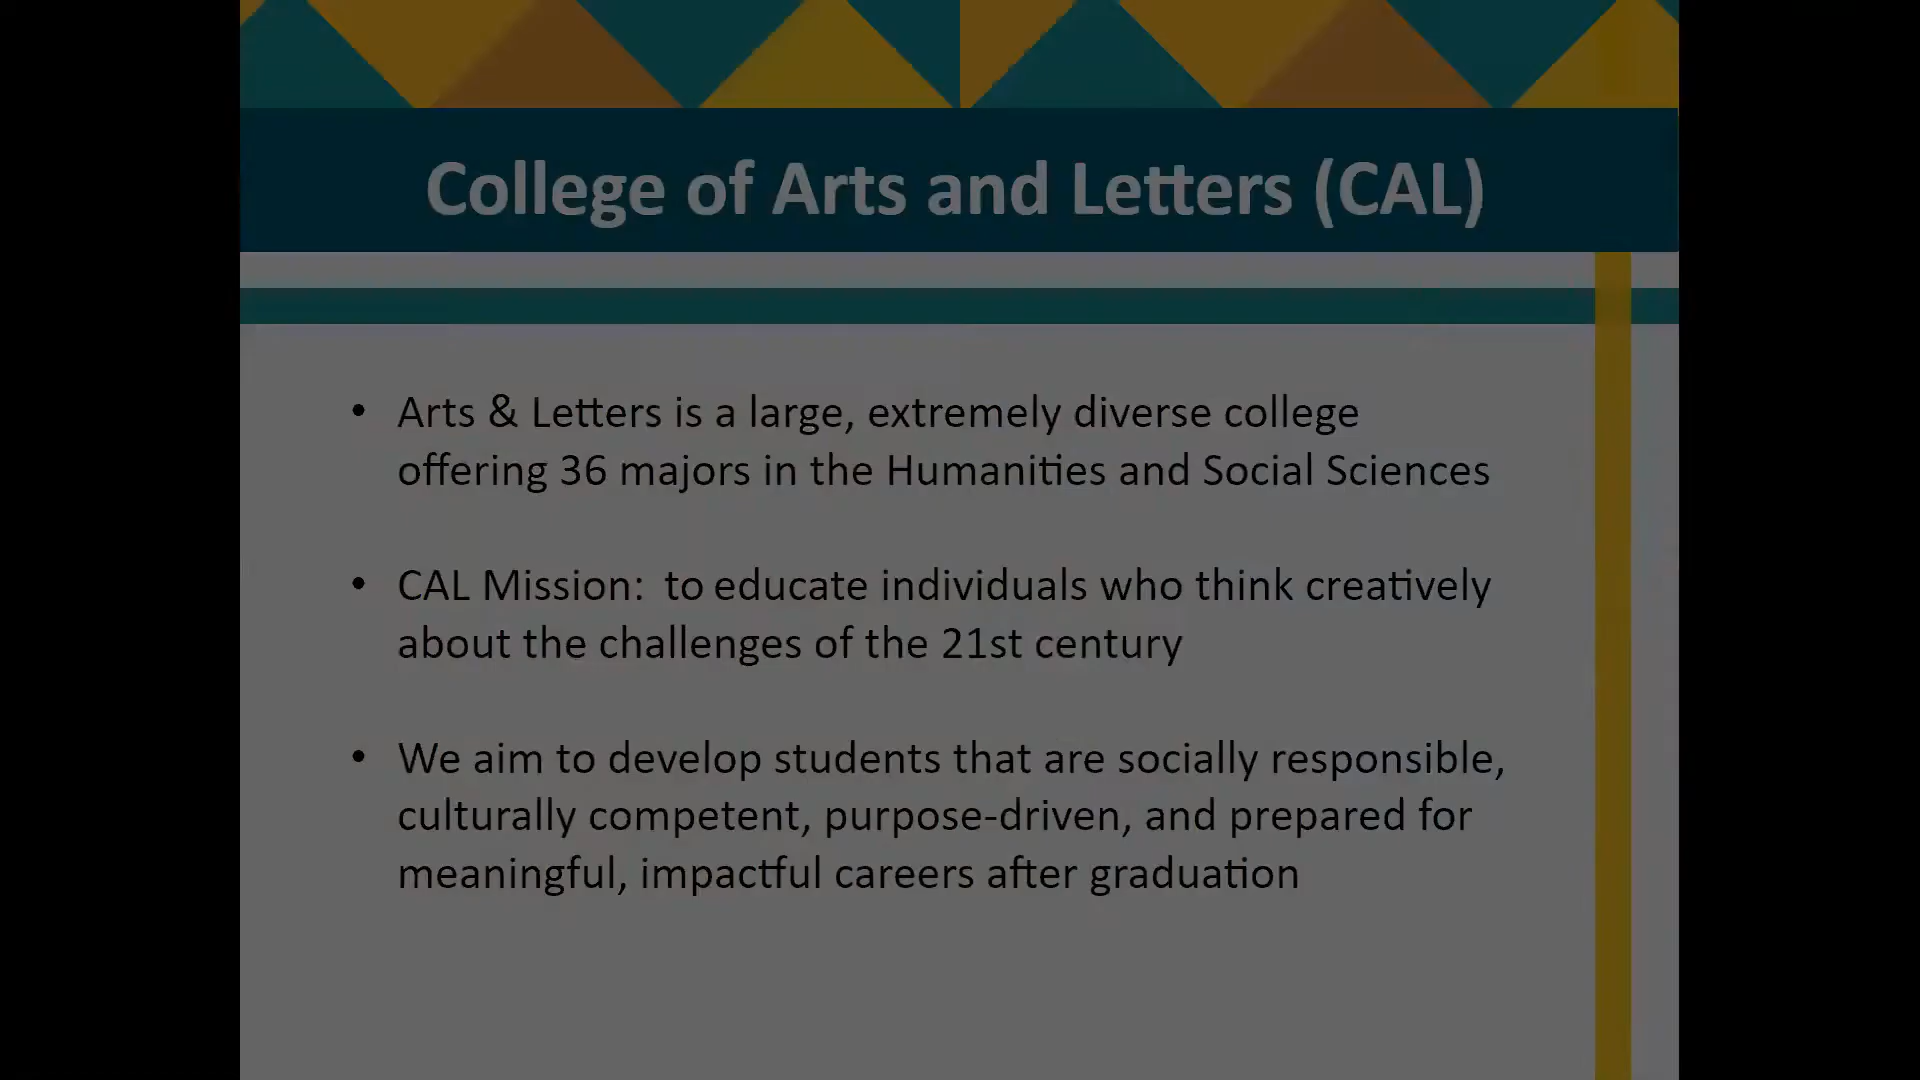 College of Arts and Letters (CAL)
• Arts & Letters is a large, extremely diverse college
offering 36 majors in the Humanities and Social Sciences
• CAL Mission:  to educate individuals who think creatively
about the challenges of the 21st century
• We aim to develop students that are socially responsible,
culturally competent, purpose-driven, and prepared for
meaningful, impactful careers after graduation